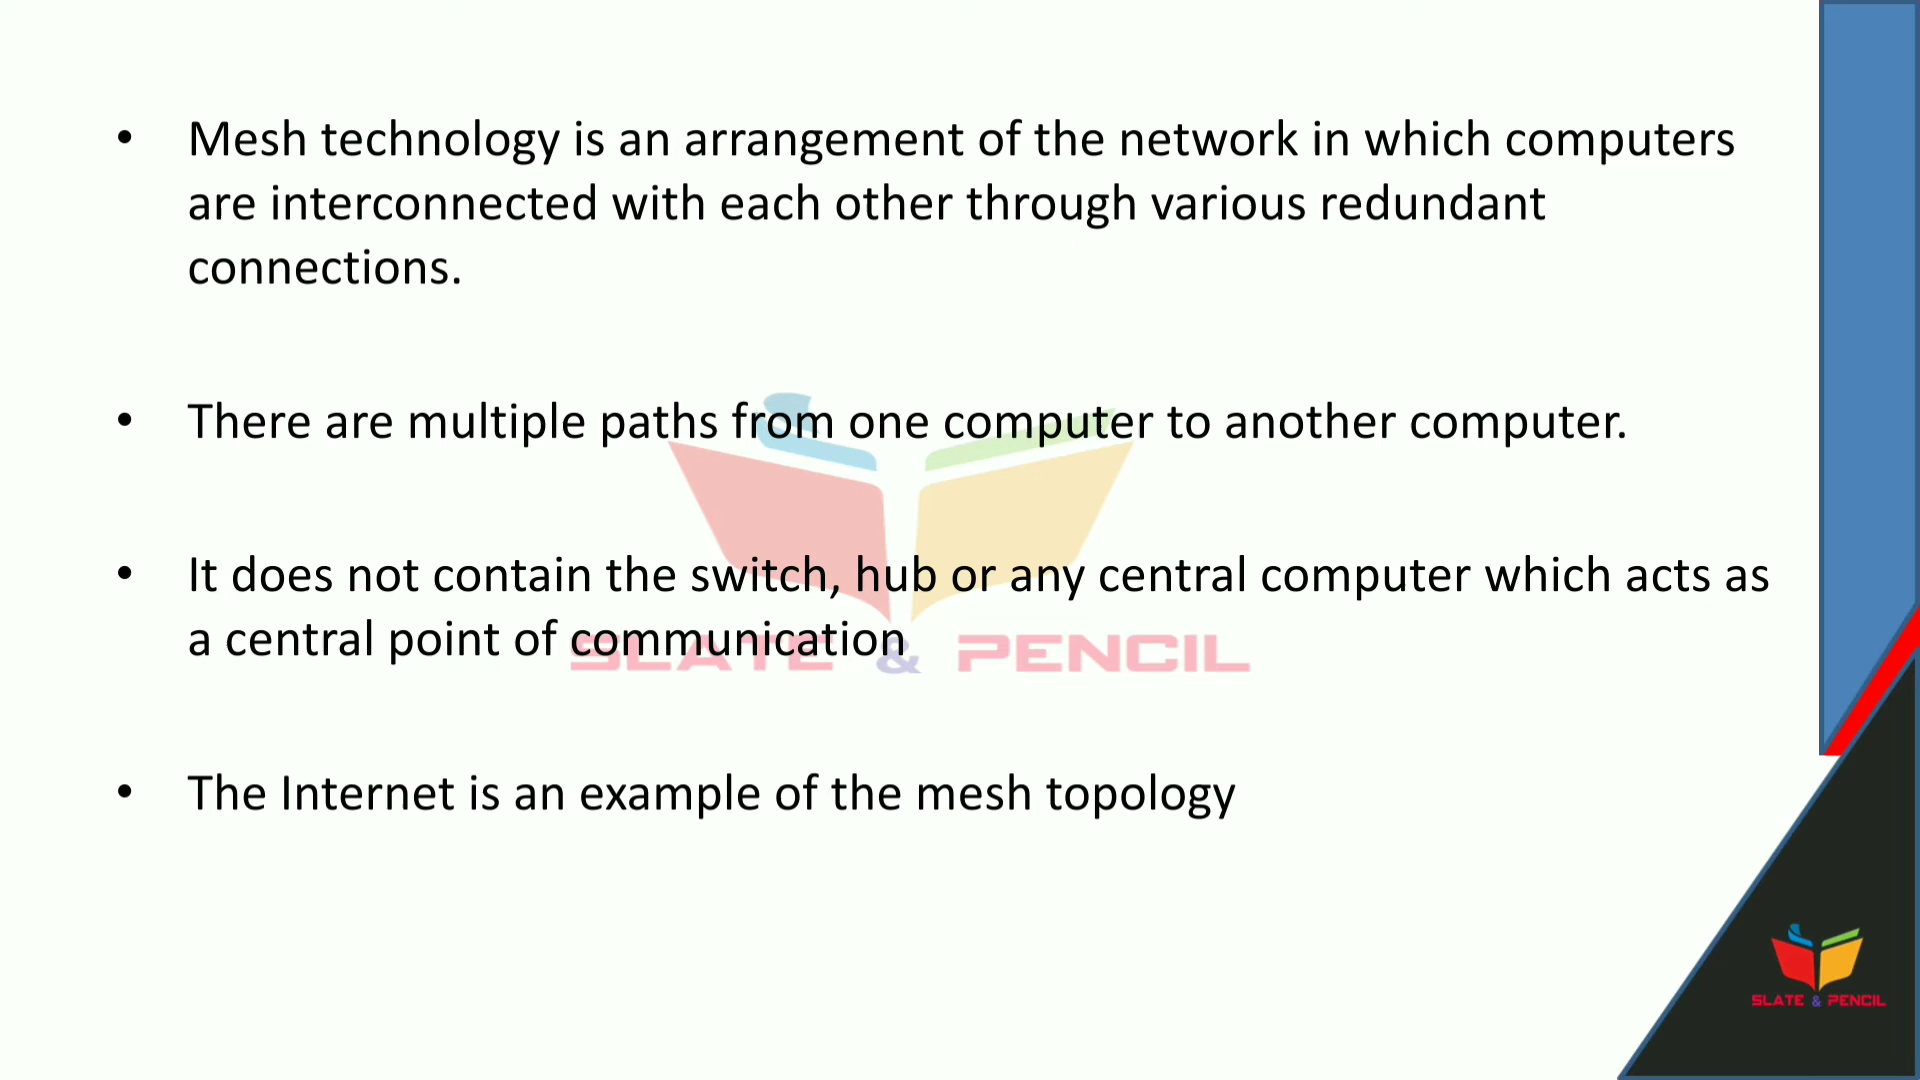 • Mesh technology is an arrangement of the network in which computers
are interconnected with each other through various redundant
connections.
• There are multiple paths from one computer to another computer.
• It does not contain the switch, hub or any central computer which acts as
a central point of communication
SLATE & PENCIL
• The Internet is an example of the mesh topology
SLATE & PENCIL